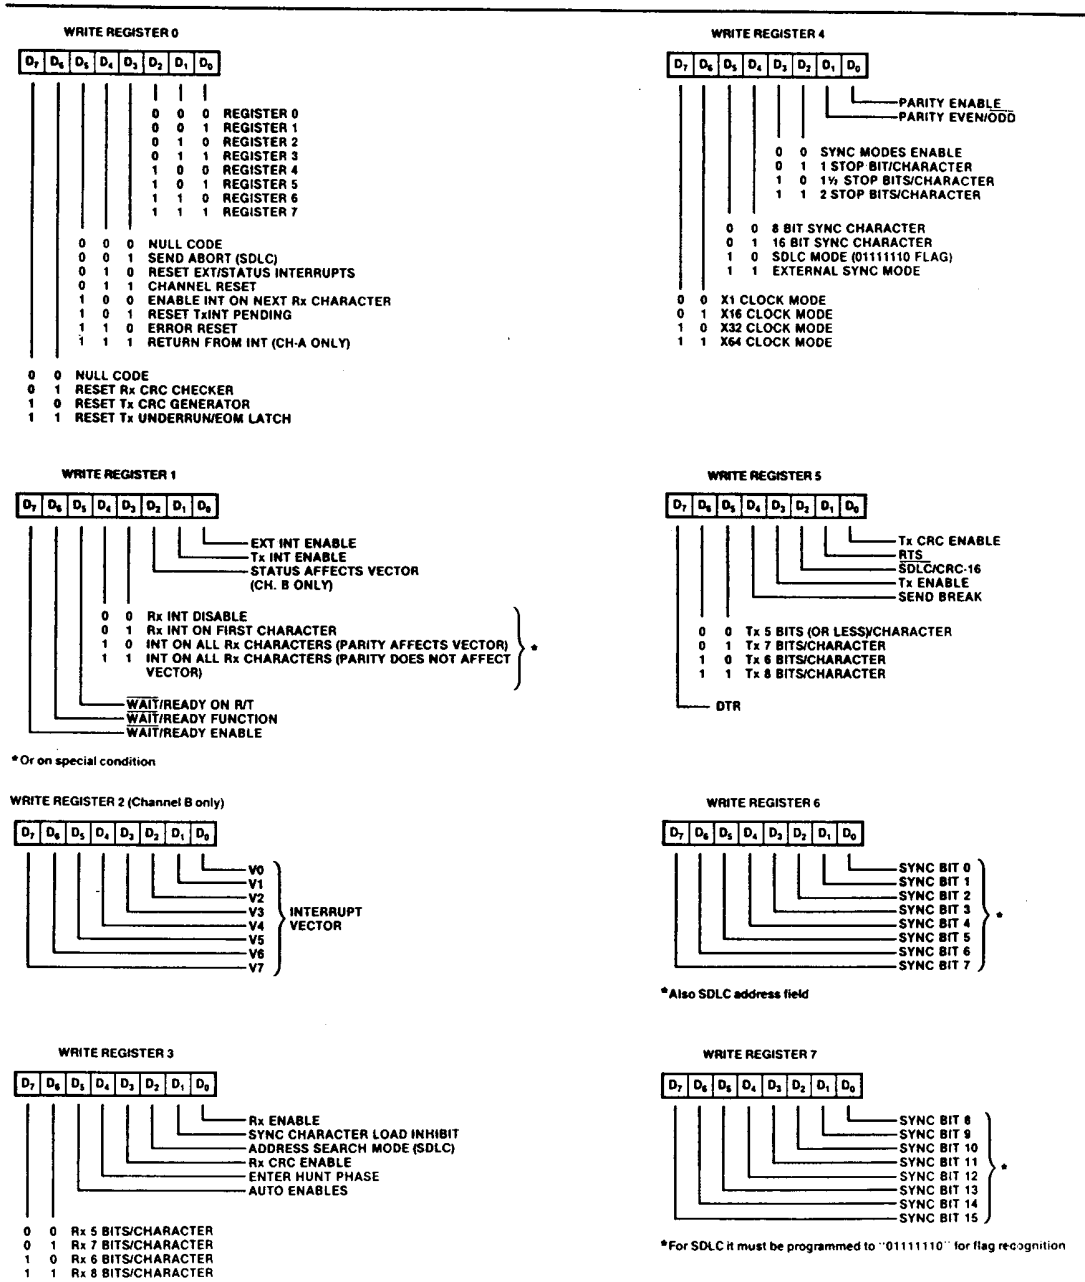 WRITE REGISTER 0
D7 D6 D5 D4 D3 D2 D1 D0
0 0 0 REGISTER 0
0 0 1 REGISTER 1
0 1 0 REGISTER 2
0 1 1 REGISTER 3
1 0 0 REGISTER 4
1 0 1 REGISTER 5
1 1 0 REGISTER 6
1 1 1 REGISTER 7
0 0 0 NULL CODE
0 0 1 SEND ABORT (SDLC)
0 1 0 RESET EXT/STATUS INTERRUPTS
0 1 1 CHANNEL RESET
1 0 0 ENABLE INT ON NEXT Rx CHARACTER
1 0 1 RESET TxINT PENDING
1 1 0 ERROR RESET
1 1 1 RETURN FROM INT (CH-A ONLY)
0 0 NULL CODE
0 1 RESET Rx CRC CHECKER
1 0 RESET Tx CRC GENERATOR
1 1 RESET Tx UNDERRUN/EOM LATCH
WRITE REGISTER 4
D7 D6 D5 D4 D3 D2 D1 D0
PARITY ENABLE
PARITY EVEN/O̅D̅D̅
0 0 SYNC MODES ENABLE
0 1 1 STOP BIT/CHARACTER
1 0 1½ STOP BITS/CHARACTER
1 1 2 STOP BITS/CHARACTER
0 0 8 BIT SYNC CHARACTER
0 1 16 BIT SYNC CHARACTER
1 0 SDLC MODE (01111110 FLAG)
1 1 EXTERNAL SYNC MODE
0 0 X1 CLOCK MODE
0 1 X16 CLOCK MODE
1 0 X32 CLOCK MODE
1 1 X64 CLOCK MODE
WRITE REGISTER 1
D7 D6 D5 D4 D3 D2 D1 D0
EXT INT ENABLE
Tx INT ENABLE
STATUS AFFECTS VECTOR
(CH. B ONLY)
0 0 Rx INT DISABLE
0 1 Rx INT ON FIRST CHARACTER
1 0 INT ON ALL Rx CHARACTERS (PARITY AFFECTS VECTOR)
1 1 INT ON ALL Rx CHARACTERS (PARITY DOES NOT AFFECT
VECTOR)
*
W̅A̅I̅T̅/READY ON R/T
W̅A̅I̅T̅/READY FUNCTION
W̅A̅I̅T̅/READY ENABLE
*Or on special condition
WRITE REGISTER 5
D7 D6 D5 D4 D3 D2 D1 D0
Tx CRC ENABLE
RTS
S̅D̅L̅C̅/CRC-16
Tx ENABLE
SEND BREAK
0 0 Tx 5 BITS (OR LESS)/CHARACTER
0 1 Tx 7 BITS/CHARACTER
1 0 Tx 6 BITS/CHARACTER
1 1 Tx 8 BITS/CHARACTER
DTR
WRITE REGISTER 2 (Channel B only)
D7 D6 D5 D4 D3 D2 D1 D0
V0
V1
V2
V3
V4
V5
V6
V7
INTERRUPT
VECTOR
WRITE REGISTER 6
D7 D6 D5 D4 D3 D2 D1 D0
SYNC BIT 0
SYNC BIT 1
SYNC BIT 2
SYNC BIT 3
SYNC BIT 4
SYNC BIT 5
SYNC BIT 6
SYNC BIT 7
*
*Also SDLC address field
WRITE REGISTER 3
D7 D6 D5 D4 D3 D2 D1 D0
Rx ENABLE
SYNC CHARACTER LOAD INHIBIT
ADDRESS SEARCH MODE (SDLC)
Rx CRC ENABLE
ENTER HUNT PHASE
AUTO ENABLES
0 0 Rx 5 BITS/CHARACTER
0 1 Rx 7 BITS/CHARACTER
1 0 Rx 6 BITS/CHARACTER
1 1 Rx 8 BITS/CHARACTER
WRITE REGISTER 7
D7 D6 D5 D4 D3 D2 D1 D0
SYNC BIT 8
SYNC BIT 9
SYNC BIT 10
SYNC BIT 11
SYNC BIT 12
SYNC BIT 13
SYNC BIT 14
SYNC BIT 15
*
*For SDLC it must be programmed to "01111110" for flag recognition